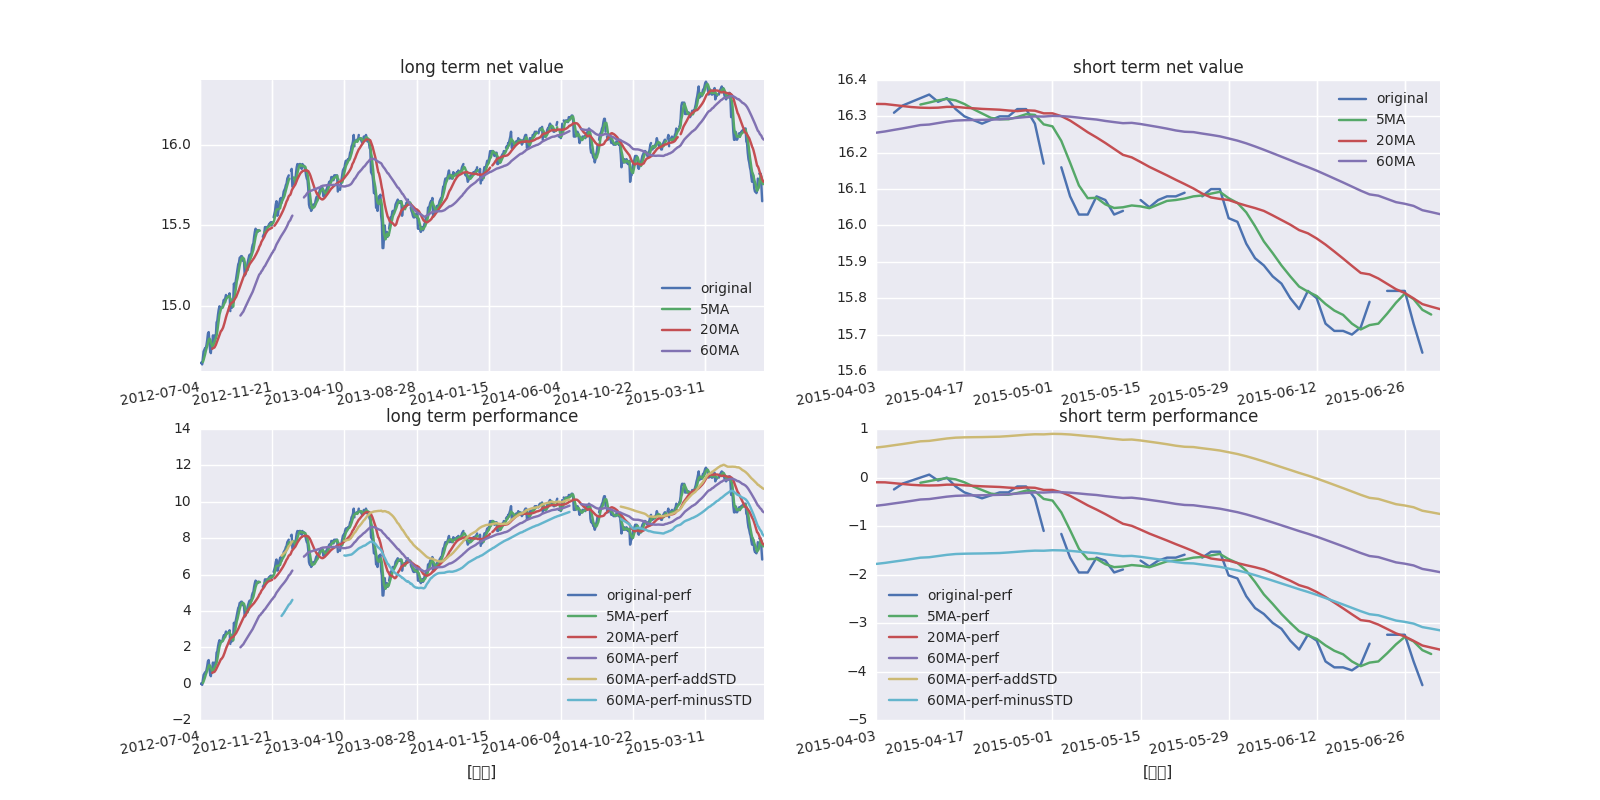 long term net value
16.0
15.5
15.0
original
5MA
20MA
60MA
2012-07-04 2012-11-21 2013-04-10 2013-08-28 2014-01-15 2014-06-04 2014-10-22 2015-03-11
short term net value
16.4
16.3
16.2
16.1
16.0
15.9
15.8
15.7
15.6
original
5MA
20MA
60MA
2015-04-03 2015-04-17 2015-05-01 2015-05-15 2015-05-29 2015-06-12 2015-06-26
long term performance
14
12
10
8
6
4
2
0
−2
original-perf
5MA-perf
20MA-perf
60MA-perf
60MA-perf-addSTD
60MA-perf-minusSTD
2012-07-04 2012-11-21 2013-04-10 2013-08-28 2014-01-15 2014-06-04 2014-10-22 2015-03-11
short term performance
1
0
−1
−2
−3
−4
−5
original-perf
5MA-perf
20MA-perf
60MA-perf
60MA-perf-addSTD
60MA-perf-minusSTD
2015-04-03 2015-04-17 2015-05-01 2015-05-15 2015-05-29 2015-06-12 2015-06-26